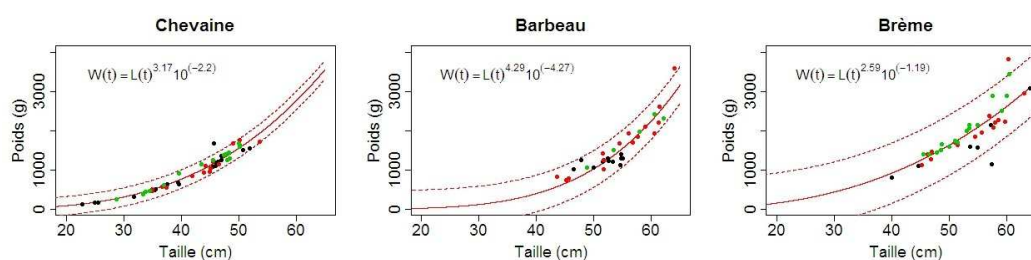 Chevaine
W(t) = L(t)^3.17 10^(−2.2)
Poids (g)
0 1000 3000
20 30 40 50 60
Taille (cm)
Barbeau
W(t) = L(t)^4.29 10^(−4.27)
Poids (g)
0 1000 3000
20 30 40 50 60
Taille (cm)
Brème
W(t) = L(t)^2.59 10^(−1.19)
Poids (g)
0 1000 3000
20 30 40 50 60
Taille (cm)